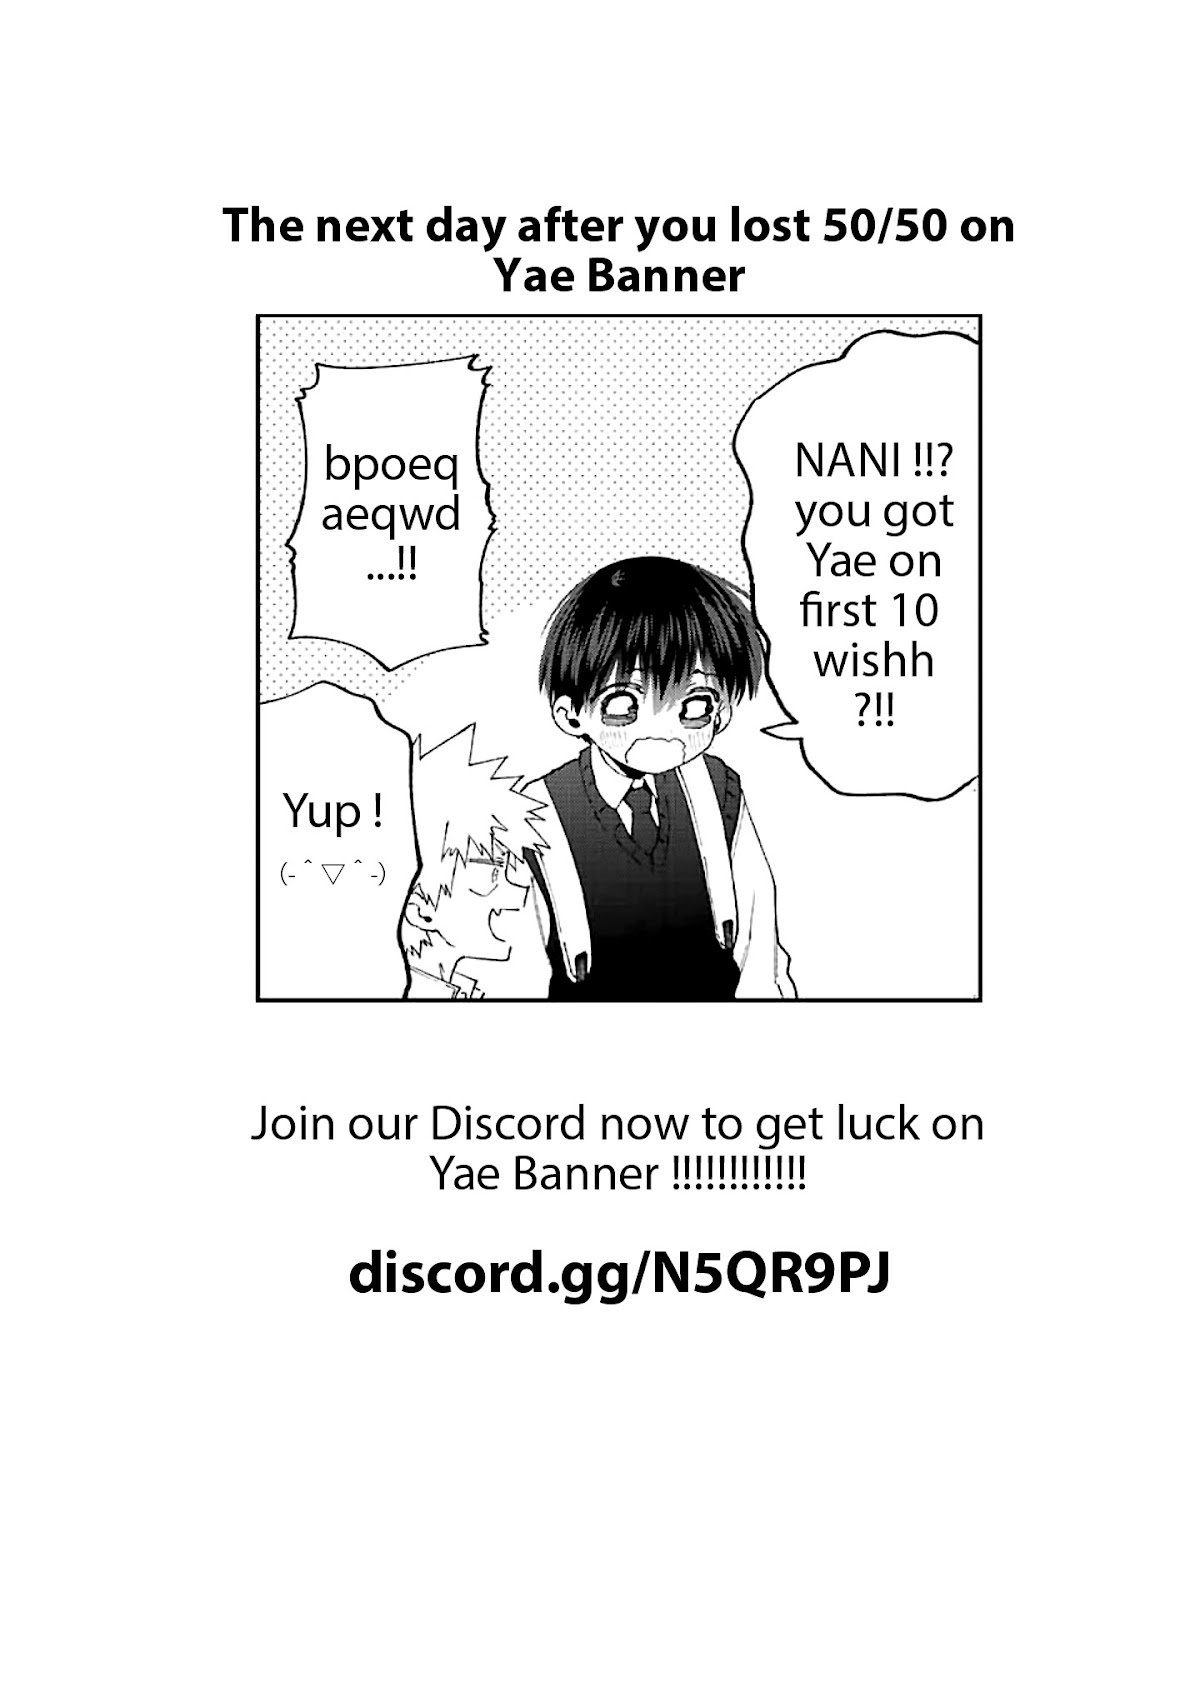 The next day after you lost 50/50 on
Yae Banner
NANI !!?
you got
Yae on
first 10
wishh
?!!
bpoeq
aeqwd
...!!
Yup !
(-＾▽＾-)
Join our Discord now to get luck on
Yae Banner !!!!!!!!!!!!
discord.gg/N5QR9PJ